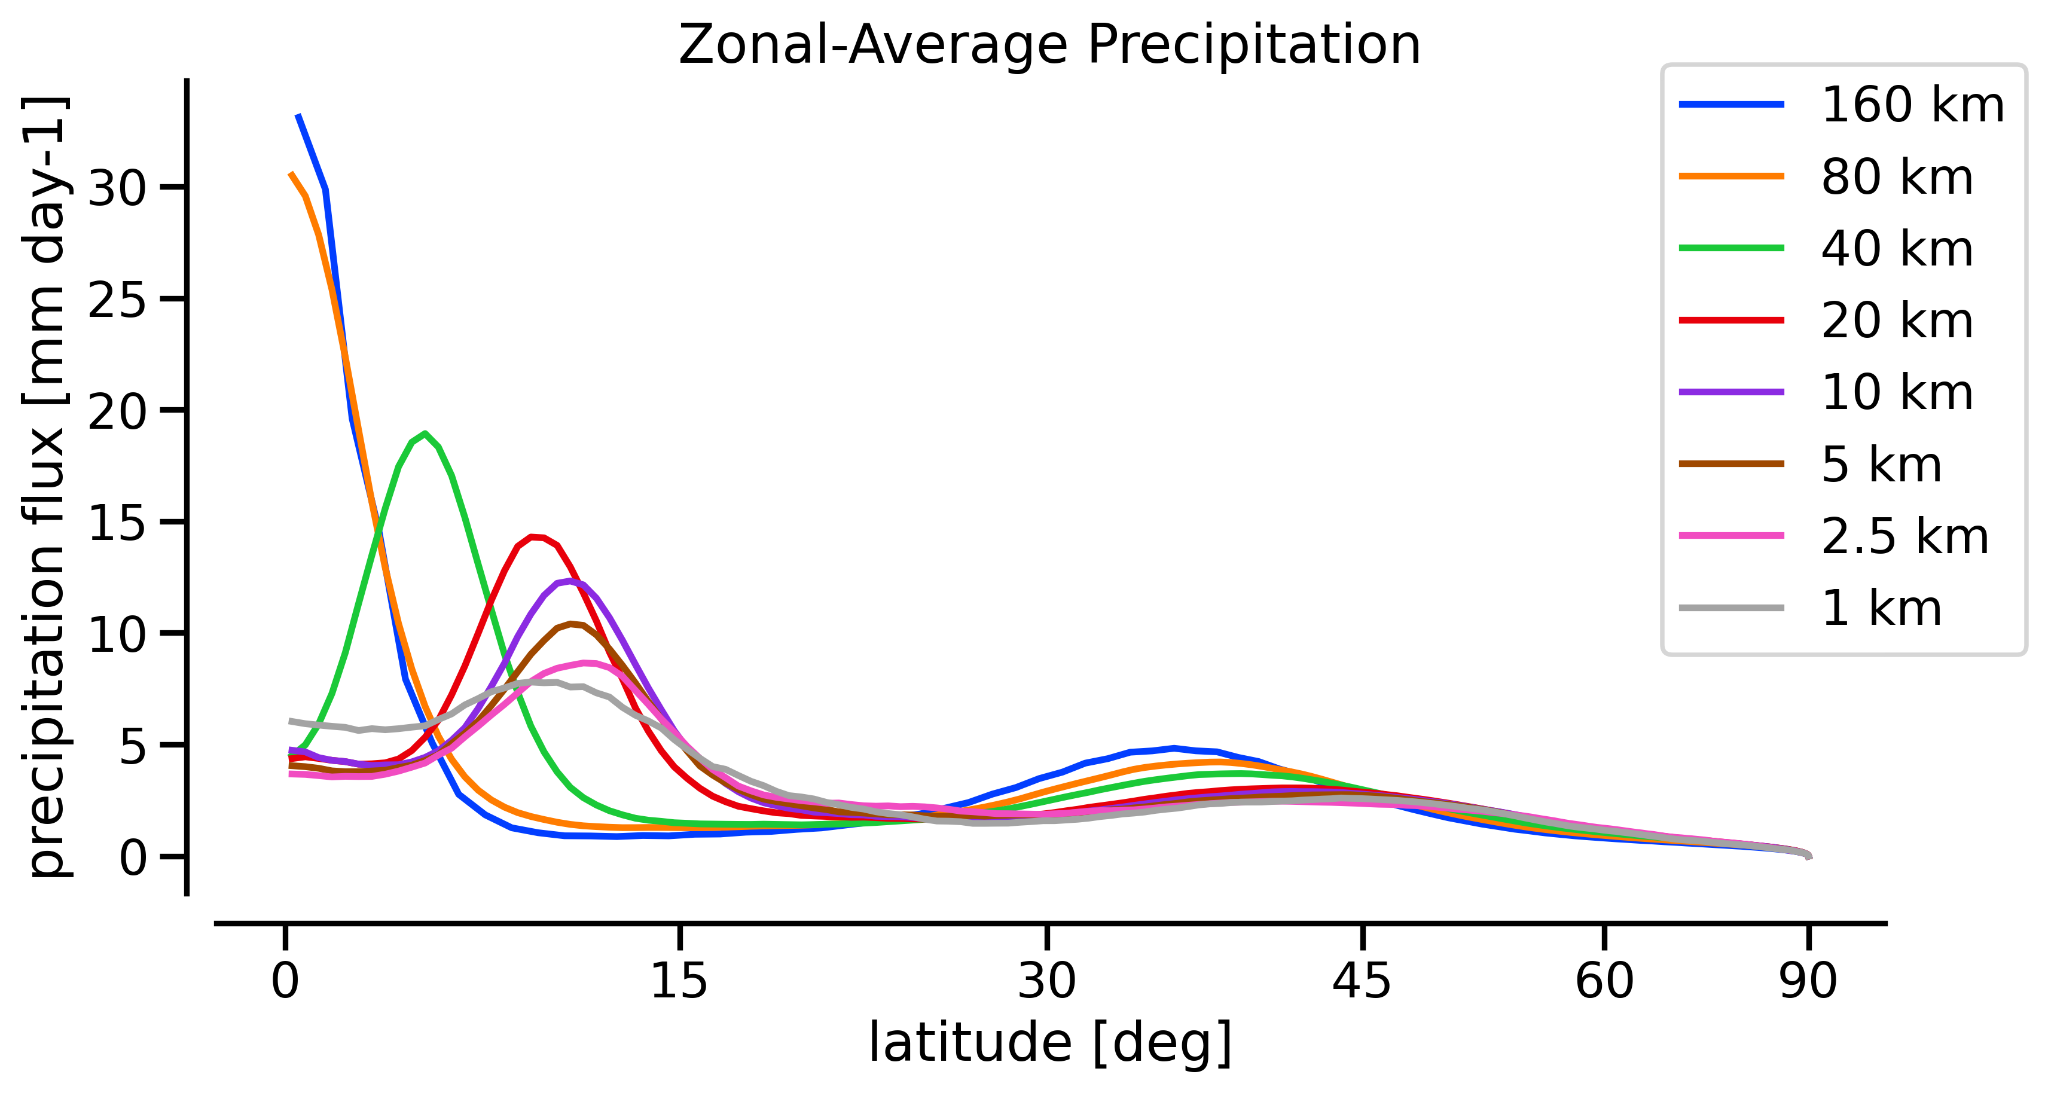 Zonal-Average Precipitation
precipitation flux [mm day-1]
30
25
20
15
10
5
0
0 15 30 45 60 90
latitude [deg]
160 km
80 km
40 km
20 km
10 km
5 km
2.5 km
1 km